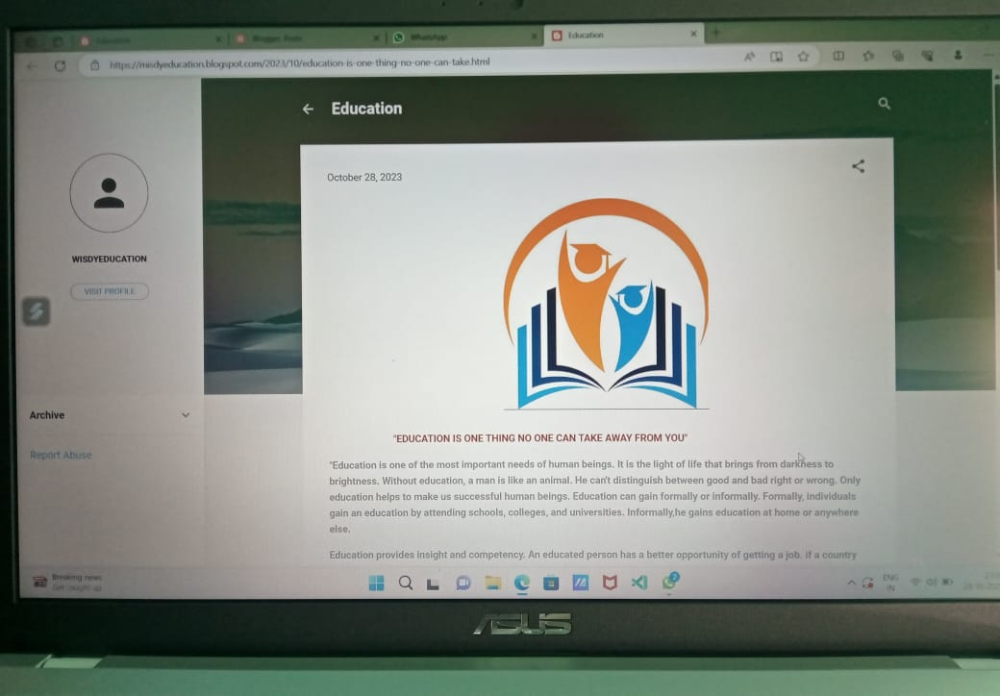 Education
Blogger: Posts
WhatsApp
Education
https://misdyeducation.blogspot.com/2023/10/education-is-one-thing-no-one-can-take.html
Education
October 28, 2023
WISDYEDUCATION
VISIT PROFILE
Archive
Report Abuse
"EDUCATION IS ONE THING NO ONE CAN TAKE AWAY FROM YOU"
"Education is one of the most important needs of human beings. It is the light of life that brings from darkness to
brightness. Without education, a man is like an animal. He can't distinguish between good and bad right or wrong. Only
education helps to make us successful human beings. Education can gain formally or informally. Formally, individuals
gain an education by attending schools, colleges, and universities. Informally,he gains education at home or anywhere
else.
Education provides insight and competency. An educated person has a better opportunity of getting a job. if a country
Breaking news
Get caught up
2
ENG
IN
ASUS